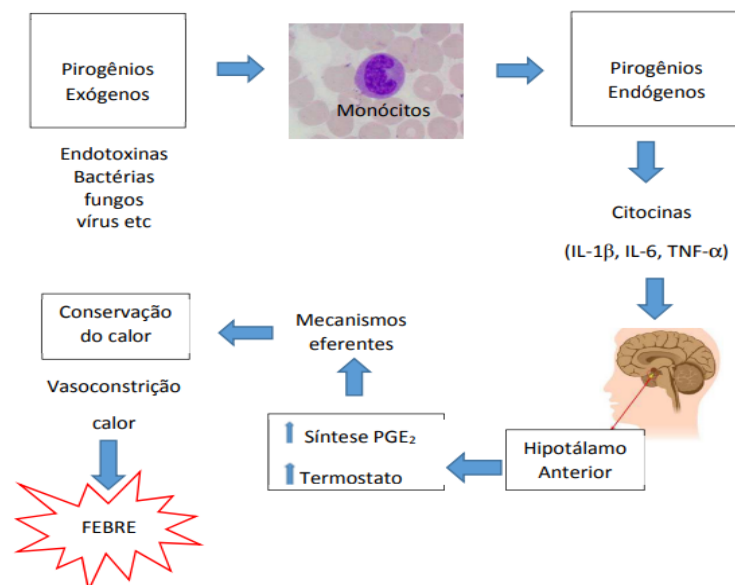 Pirogênios
Exógenos
Monócitos
Pirogênios
Endógenos
Endotoxinas
Bactérias
fungos
vírus etc
Citocinas
(IL-1β, IL-6, TNF-α)
Hipotálamo
Anterior
Síntese PGE₂
Termostato
Mecanismos
eferentes
Conservação
do calor
Vasoconstrição
calor
FEBRE